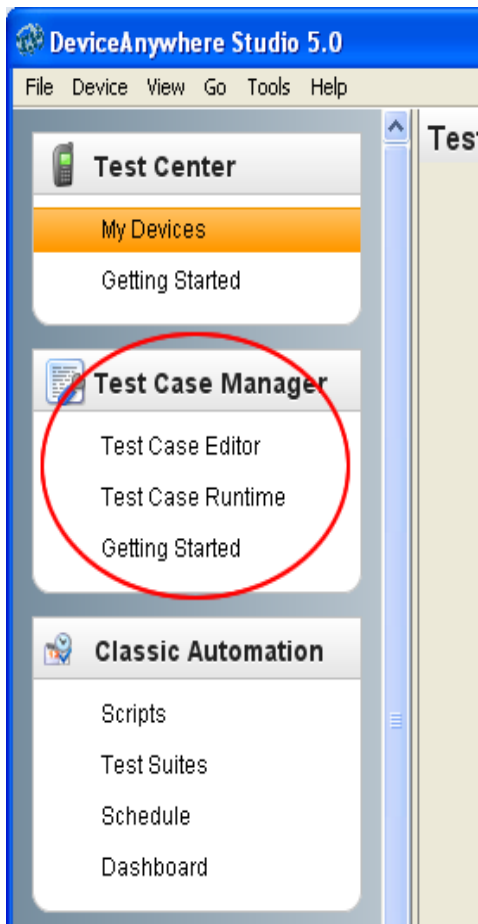 DeviceAnywhere Studio 5.0
File Device View Go Tools Help
Test Center
My Devices
Getting Started
Test Case Manager
Test Case Editor
Test Case Runtime
Getting Started
Classic Automation
Scripts
Test Suites
Schedule
Dashboard